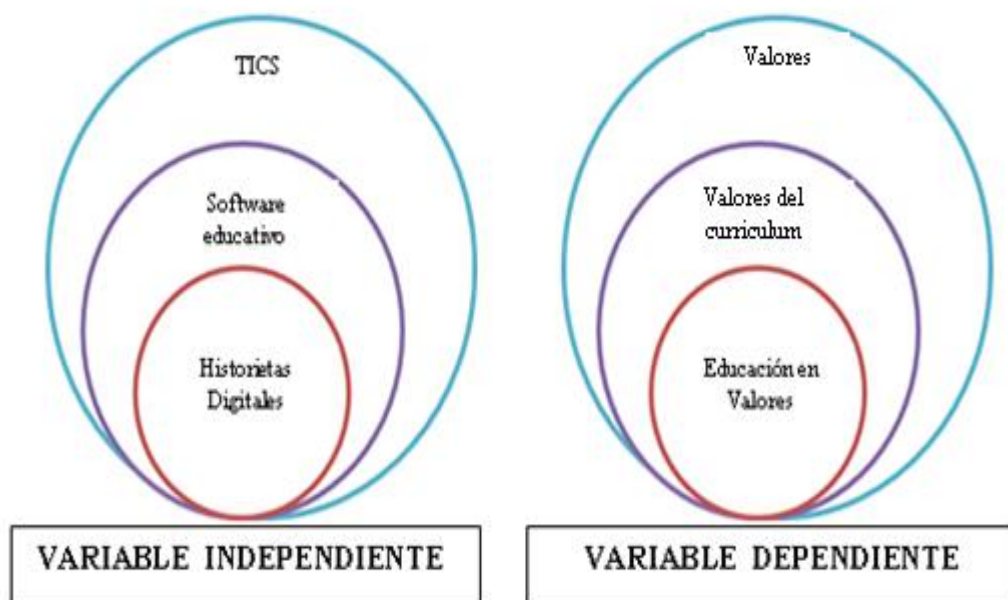 TICS
Software
educativo
Historietas
Digitales
VARIABLE INDEPENDIENTE
Valores
Valores del
curriculum
Educación en
Valores
VARIABLE DEPENDIENTE